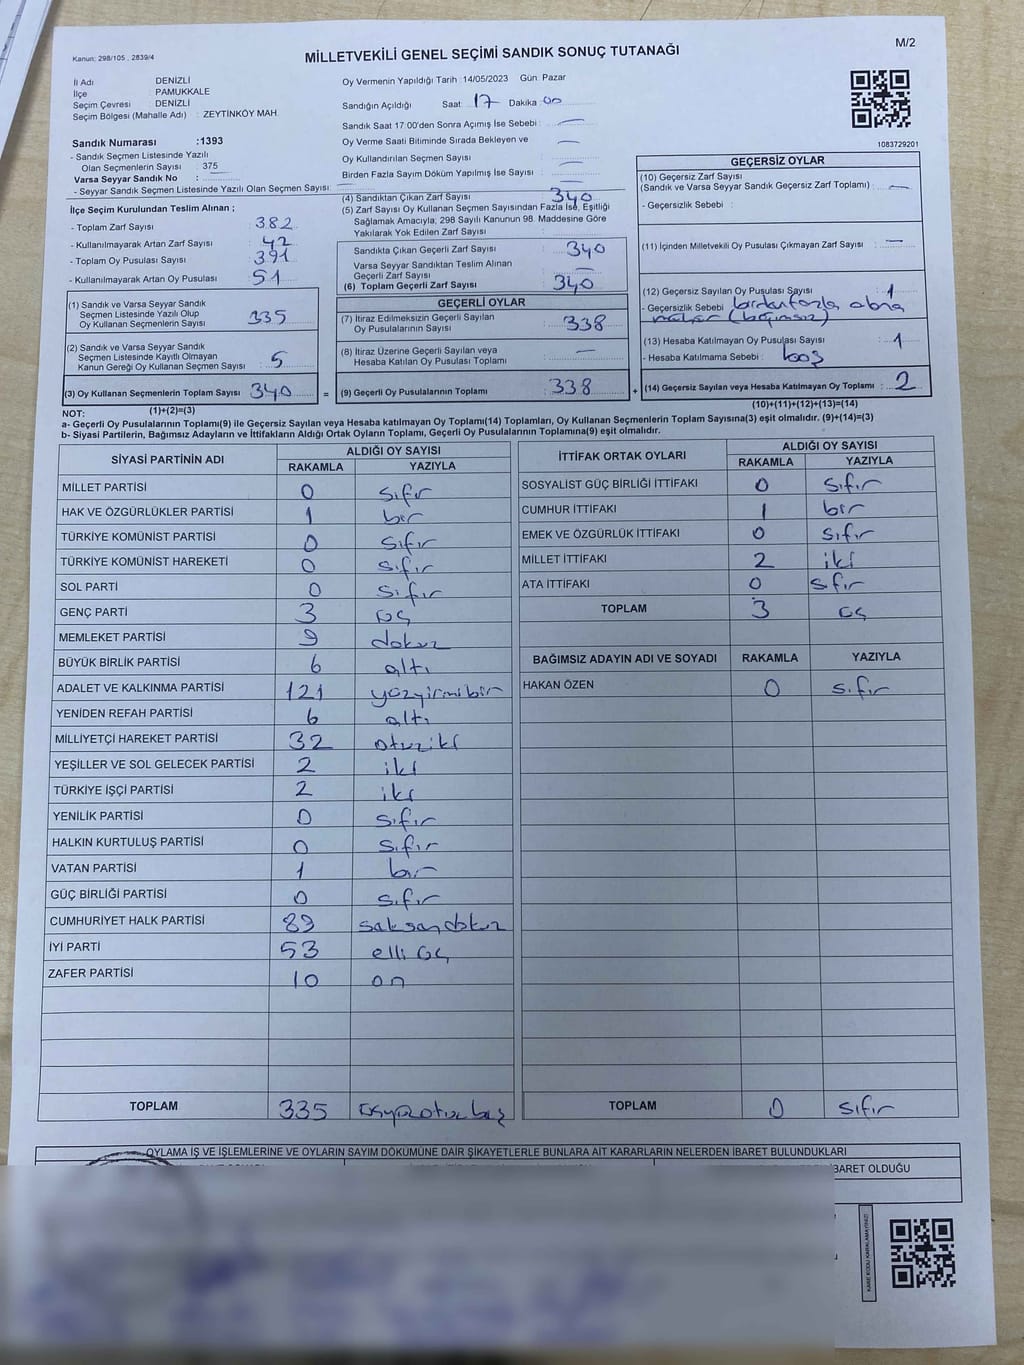 M/2
Kanun; 298/105 , 2839/4
MİLLETVEKİLİ GENEL SEÇİMİ SANDIK SONUÇ TUTANAĞI
İl Adı DENİZLİ
İlçe : PAMUKKALE
Seçim Çevresi : DENİZLİ
Seçim Bölgesi (Mahalle Adı) : ZEYTİNKÖY MAH
Sandık Numarası :1393
- Sandık Seçmen Listesinde Yazılı
Olan Seçmenlerin Sayısı : 375
Varsa Seyyar Sandık No :
- Seyyar Sandık Seçmen Listesinde Yazılı Olan Seçmen Sayısı:
Oy Vermenin Yapıldığı Tarih : 14/05/2023 Gün: Pazar
Sandığın Açıldığı Saat : 17 Dakika : 00
Sandık Saat 17:00'den Sonra Açımış İse Sebebi : —
Oy Verme Saati Bitiminde Sırada Bekleyen ve
Oy Kullandırılan Seçmen Sayısı : —
Birden Fazla Sayım Döküm Yapılmış İse Sayısı : —
1083729201
İlçe Seçim Kurulundan Teslim Alınan ;
- Toplam Zarf Sayısı : 382
- Kullanılmayarak Artan Zarf Sayısı : 42
- Toplam Oy Pusulası Sayısı : 391
- Kullanılmayarak Artan Oy Pusulası : 51
(1) Sandık ve Varsa Seyyar Sandık
Seçmen Listesinde Yazılı Olup
Oy Kullanan Seçmenlerin Sayısı : 335
(2) Sandık ve Varsa Seyyar Sandık
Seçmen Listesinde Kayıtlı Olmayan
Kanun Gereği Oy Kullanan Seçmen Sayısı : 5
(3) Oy Kullanan Seçmenlerin Toplam Sayısı : 340 =
(1)+(2)=(3)
(4) Sandıktan Çıkan Zarf Sayısı : 340
(5) Zarf Sayısı Oy Kullanan Seçmen Sayısından Fazla İse, Eşitliği
Sağlamak Amacıyla, 298 Sayılı Kanunun 98. Maddesine Göre
Yakılarak Yok Edilen Zarf Sayısı :
Sandıkta Çıkan Geçerli Zarf Sayısı : 340
Varsa Seyyar Sandıktan Teslim Alınan
Geçerli Zarf Sayısı : —
(6) Toplam Geçerli Zarf Sayısı : 340
GEÇERLİ OYLAR
(7) İtiraz Edilmeksizin Geçerli Sayılan
Oy Pusulalarının Sayısı : 338
(8) İtiraz Üzerine Geçerli Sayılan veya
Hesaba Katılan Oy Pusulası Toplamı : —
(9) Geçerli Oy Pusulalarının Toplamı : 338 +
GEÇERSİZ OYLAR
(10) Geçersiz Zarf Sayısı
(Sandık ve Varsa Seyyar Sandık Geçersiz Zarf Toplamı) : —
- Geçersizlik Sebebi :
(11) İçinden Milletvekili Oy Pusulası Çıkmayan Zarf Sayısı : —
(12) Geçersiz Sayılan Oy Pusulası Sayısı : 1
- Geçersizlik Sebebi : birdanfazla
(bağımsız)
(13) Hesaba Katılmayan Oy Pusulası Sayısı : 1
- Hesaba Katılmama Sebebi : boş
(14) Geçersiz Sayılan veya Hesaba Katılmayan Oy Toplamı : 2
(10)+(11)+(12)+(13)=(14)
NOT:
a- Geçerli Oy Pusulalarının Toplamı(9) ile Geçersiz Sayılan veya Hesaba katılmayan Oy Toplamı(14) Toplamları, Oy Kullanan Seçmenlerin Toplam Sayısına(3) eşit olmalıdır. (9)+(14)=(3)
b- Siyasi Partilerin, Bağımsız Adayların ve İttifakların Aldığı Ortak Oyların Toplamı, Geçerli Oy Pusulalarının Toplamına(9) eşit olmalıdır.
SİYASİ PARTİNİN ADI ALDIĞI OY SAYISI
RAKAMLA YAZIYLA
MİLLET PARTİSİ 0 sıfır
HAK VE ÖZGÜRLÜKLER PARTİSİ 1 bir
TÜRKİYE KOMÜNİST PARTİSİ 0 sıfır
TÜRKİYE KOMÜNİST HAREKETİ 0 sıfır
SOL PARTİ 0 sıfır
GENÇ PARTİ 3 üç
MEMLEKET PARTİSİ 9 dokuz
BÜYÜK BİRLİK PARTİSİ 6 altı
ADALET VE KALKINMA PARTİSİ 121 yüzyirmibir
YENİDEN REFAH PARTİSİ 6 altı
MİLLİYETÇİ HAREKET PARTİSİ 32 otuziki
YEŞİLLER VE SOL GELECEK PARTİSİ 2 iki
TÜRKİYE İŞÇİ PARTİSİ 2 iki
YENİLİK PARTİSİ 0 sıfır
HALKIN KURTULUŞ PARTİSİ 0 sıfır
VATAN PARTİSİ 1 bir
GÜÇ BİRLİĞİ PARTİSİ 0 sıfır
CUMHURİYET HALK PARTİSİ 89 seksendokuz
İYİ PARTİ 53 elli üç
ZAFER PARTİSİ 10 on
TOPLAM 335 üçyüzotuzbeş
İTTİFAK ORTAK OYLARI ALDIĞI OY SAYISI
RAKAMLA YAZIYLA
SOSYALİST GÜÇ BİRLİĞİ İTTİFAKI 0 sıfır
CUMHUR İTTİFAKI 1 bir
EMEK VE ÖZGÜRLÜK İTTİFAKI 0 sıfır
MİLLET İTTİFAKI 2 iki
ATA İTTİFAKI 0 sıfır
TOPLAM 3 üç
BAĞIMSIZ ADAYIN ADI VE SOYADI RAKAMLA YAZIYLA
HAKAN ÖZEN 0 sıfır
TOPLAM 0 sıfır
OYLAMA İŞ VE İŞLEMLERİNE VE OYLARIN SAYIM DÖKÜMÜNE DAİR ŞİKAYETLERLE BUNLARA AİT KARARLARIN NELERDEN İBARET BULUNDUKLARI
İBARET OLDUĞU
KARE KODU KARALAMAYINIZ!